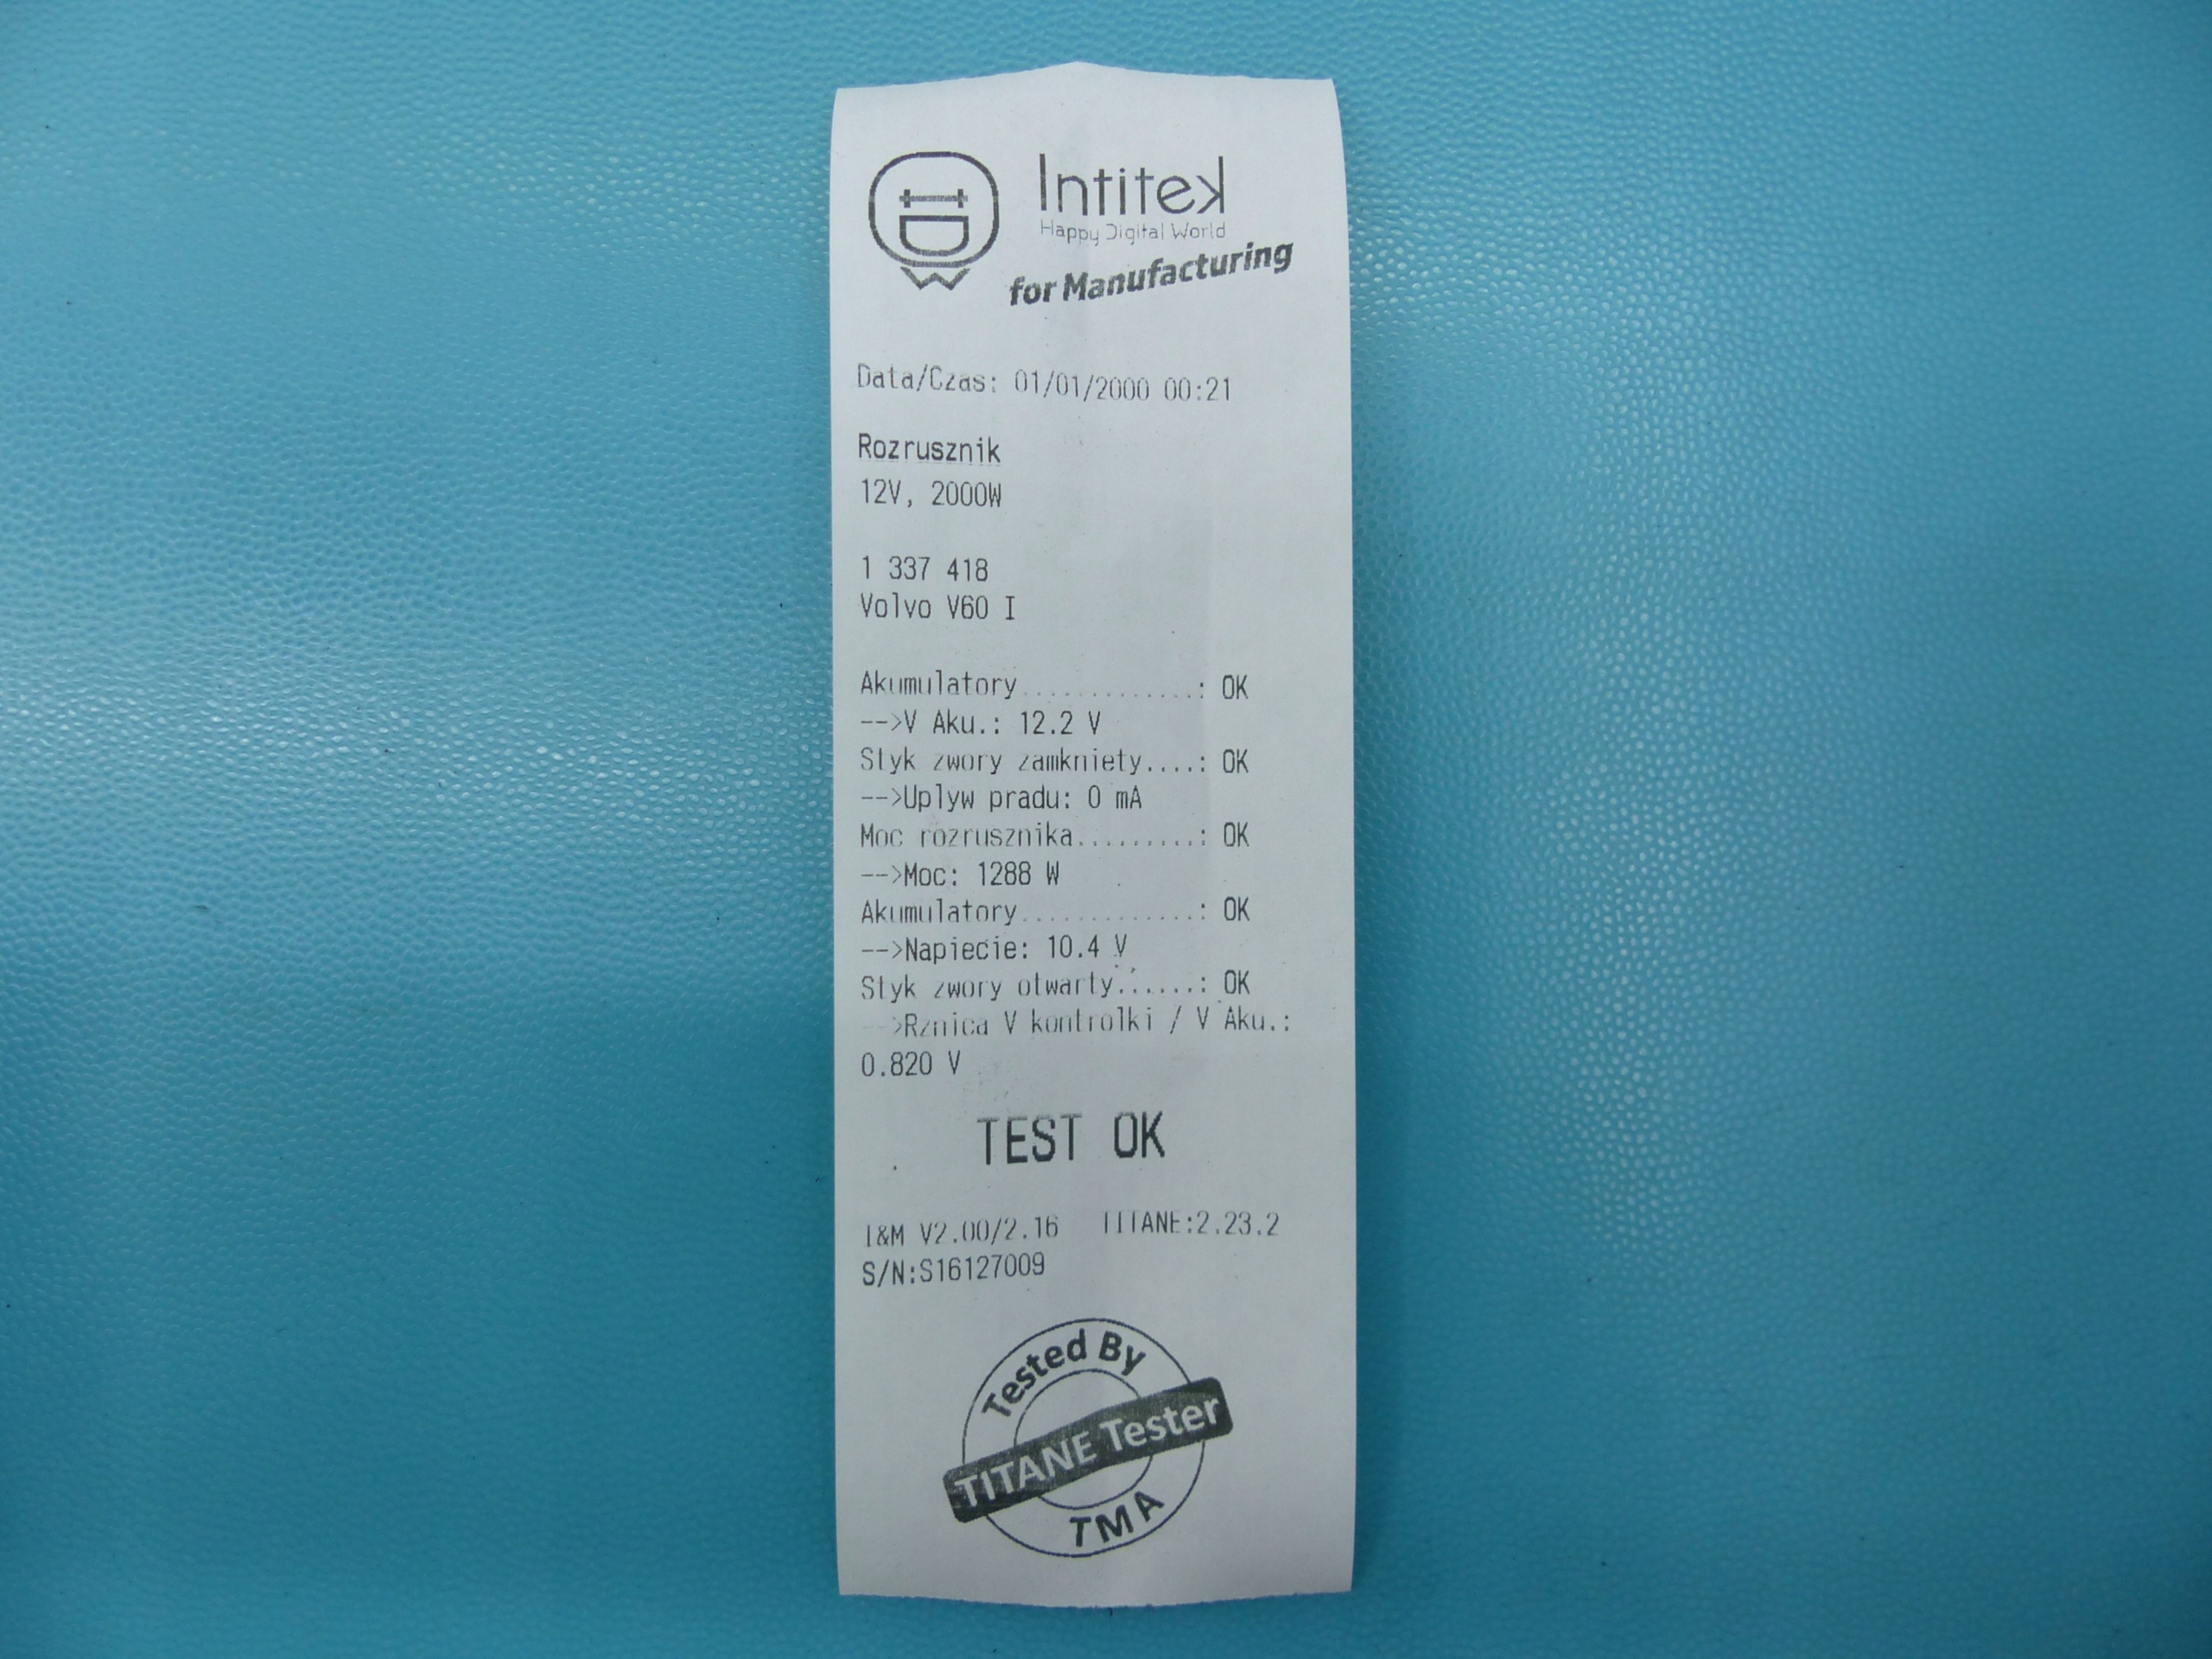 Intitek
Happy Digital World
for Manufacturing
Data/Czas: 01/01/2000 00:21
Rozrusznik
12V, 2000W
1 337 418
Volvo V60 I
Akumulatory.............: OK
-->V Aku.: 12.2 V
Styk zwory zamkniety....: OK
-->Uplyw pradu: 0 mA
Moc rozrusznika.........: OK
-->Moc: 1288 W
Akumulatory.............: OK
-->Napiecie: 10.4 V
Styk zwory otwarty......: OK
-->Rznica V kontrolki / V Aku.:
0.820 V
TEST OK
I&M V2.00/2.16 TITANE:2.23.2
S/N:S16127009
Tested By
TITANE Tester
TMA